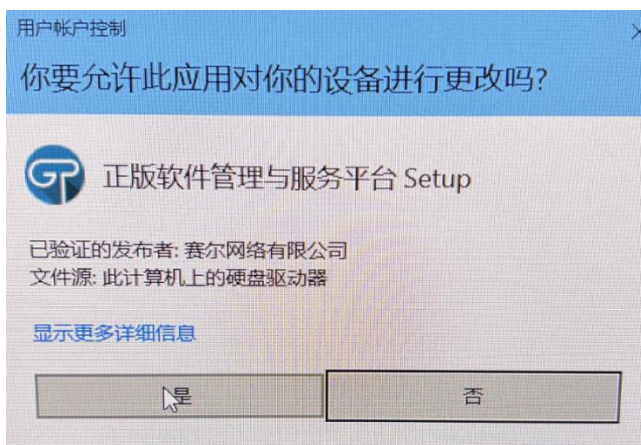 用户帐户控制
你要允许此应用对你的设备进行更改吗?
正版软件管理与服务平台 Setup
已验证的发布者: 赛尔网络有限公司
文件源: 此计算机上的硬盘驱动器
显示更多详细信息
是
否